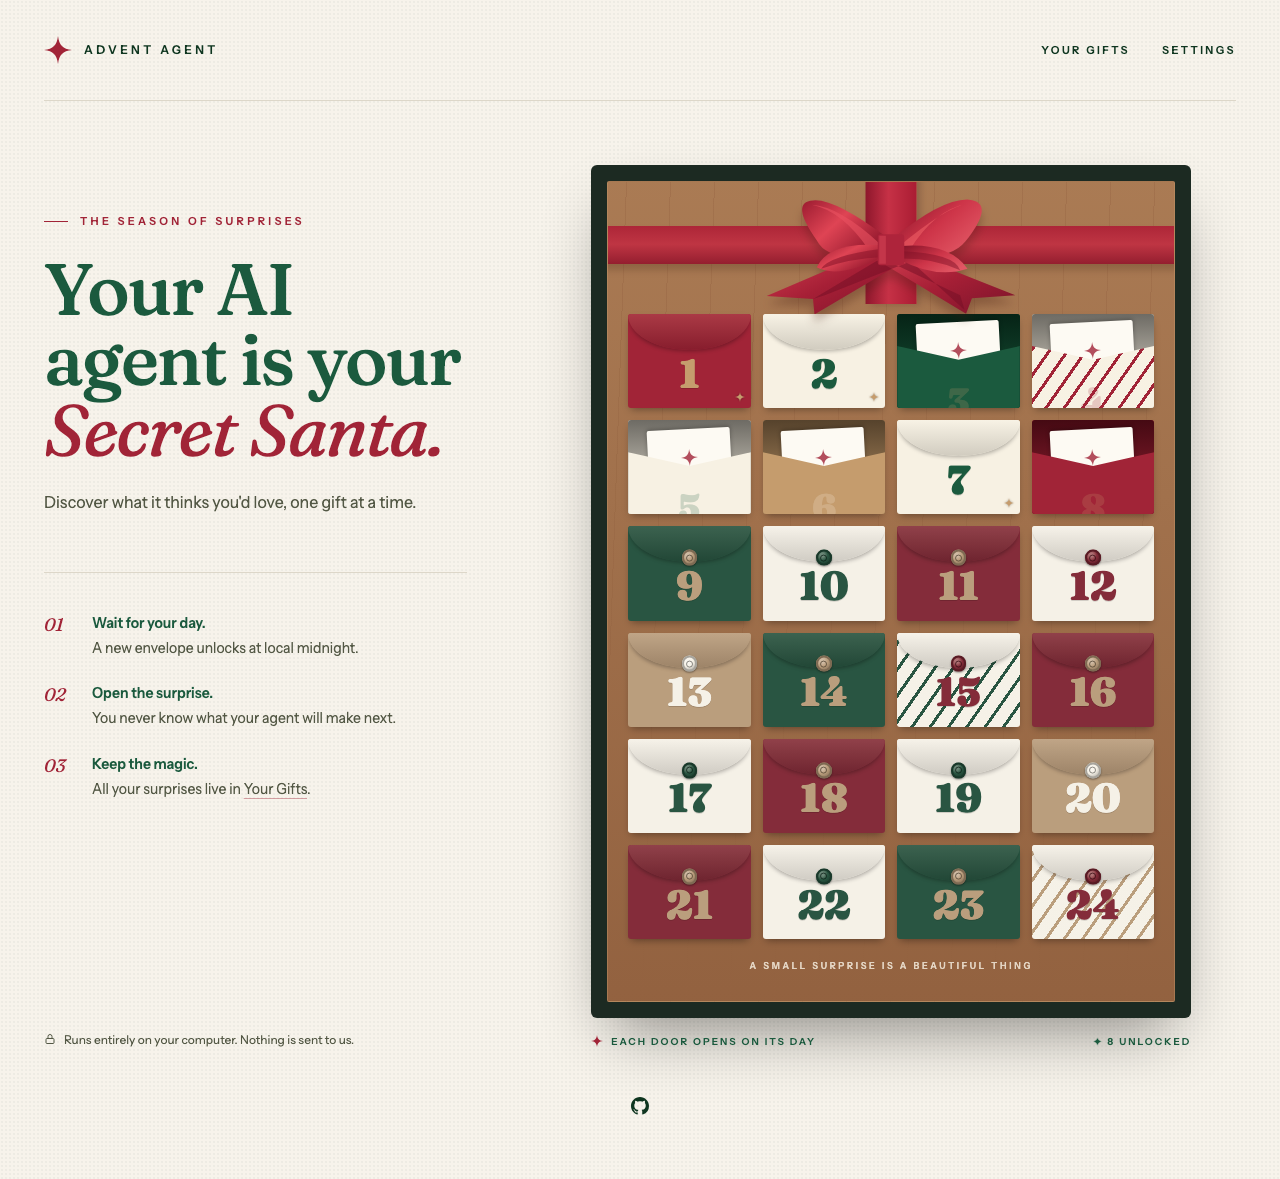 ADVENT AGENT
YOUR GIFTS
SETTINGS
THE SEASON OF SURPRISES
Your AI
agent is your
Secret Santa.
Discover what it thinks you'd love, one gift at a time.
01
Wait for your day.
A new envelope unlocks at local midnight.
02
Open the surprise.
You never know what your agent will make next.
03
Keep the magic.
All your surprises live in Your Gifts.
Runs entirely on your computer. Nothing is sent to us.
1
2
3
5
6
7
8
9
10
11
12
13
14
15
16
17
18
19
20
21
22
23
24
A SMALL SURPRISE IS A BEAUTIFUL THING
EACH DOOR OPENS ON ITS DAY
8 UNLOCKED